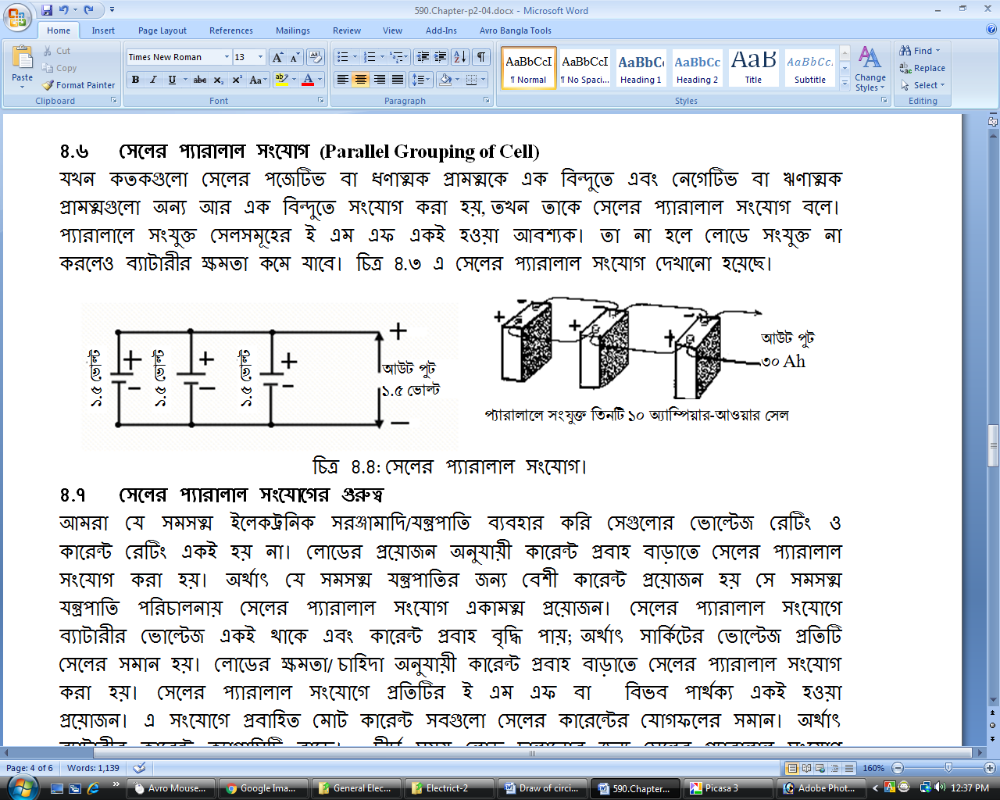 590.Chapter-p2-04.docx - Microsoft Word
Home Insert Page Layout References Mailings Review View Add-Ins Avro Bangla Tools
Paste
Cut
Copy
Format Painter
Clipboard
Times New Roman 13
Font
Paragraph
AaBbCcI AaBbCcI AaBbCc AaBbCc AaB AaBbCc
¶ Normal ¶ No Spaci... Heading 1 Heading 2 Title Subtitle
Change Styles
Styles
Find
Replace
Select
Editing
৪.৬ সেলের প্যারালাল সংযোগ (Parallel Grouping of Cell)
যখন কতকগুলো সেলের পজেটিভ বা ধণাত্মক প্রামত্মকে এক বিন্দুতে এবং নেগেটিভ বা ঋণাত্মক
প্রামত্মগুলো অন্য আর এক বিন্দুতে সংযোগ করা হয়, তখন তাকে সেলের প্যারালাল সংযোগ বলে।
প্যারালালে সংযুক্ত সেলসমূহের ই এম এফ একই হওয়া আবশ্যক। তা না হলে লোডে সংযুক্ত না
করলেও ব্যাটারীর ক্ষমতা কমে যাবে। চিত্র ৪.৩ এ সেলের প্যারালাল সংযোগ দেখানো হয়েছে।
১.৫ ভোল্ট
১.৫ ভোল্ট
১.৫ ভোল্ট
+ + + +
− − − −
আউট পুট
১.৫ ভোল্ট
+ - + - + -
আউট পুট
৩০ Ah
প্যারালালে সংযুক্ত তিনটি ১০ অ্যাম্পিয়ার-আওয়ার সেল
চিত্র ৪.৪: সেলের প্যারালাল সংযোগ।
৪.৭ সেলের প্যারালাল সংযোগের গুরুত্ব
আমরা যে সমসত্ম ইলেকট্রনিক সরঞ্জামাদি/যন্ত্রপাতি ব্যবহার করি সেগুলোর ভোল্টেজ রেটিং ও
কারেন্ট রেটিং একই হয় না। লোডের প্রয়োজন অনুযায়ী কারেন্ট প্রবাহ বাড়াতে সেলের প্যারালাল
সংযোগ করা হয়। অর্থাৎ যে সমসত্ম যন্ত্রপাতির জন্য বেশী কারেন্ট প্রয়োজন হয় সে সমসত্ম
যন্ত্রপাতি পরিচালনায় সেলের প্যারালাল সংযোগ একামত্ম প্রয়োজন। সেলের প্যারালাল সংযোগে
ব্যাটারীর ভোল্টেজ একই থাকে এবং কারেন্ট প্রবাহ বৃদ্ধি পায়; অর্থাৎ সার্কিটের ভোল্টেজ প্রতিটি
সেলের সমান হয়। লোডের ক্ষমতা/ চাহিদা অনুযায়ী কারেন্ট প্রবাহ বাড়াতে সেলের প্যারালাল সংযোগ
করা হয়। সেলের প্যারালাল সংযোগে প্রতিটির ই এম এফ বা বিভব পার্থক্য একই হওয়া
প্রয়োজন। এ সংযোগে প্রবাহিত মোট কারেন্ট সবগুলো সেলের কারেন্টের যোগফলের সমান। অর্থাৎ
Page: 4 of 6 Words: 1,139 160%
Avro Mouse... Google Ima... General Elec... Electrict-2 Draw of circi... 590.Chapter... Picasa 3 Adobe Phot... 12:37 PM